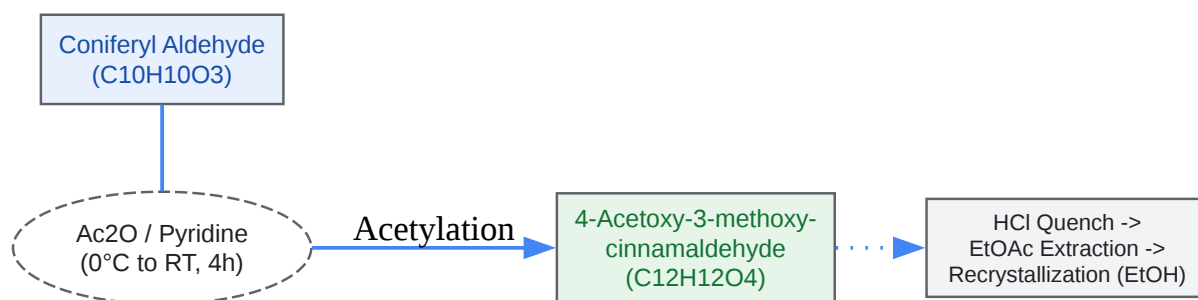 Coniferyl Aldehyde
(C10H10O3)
Ac2O / Pyridine
(0°C to RT, 4h)
Acetylation
4-Acetoxy-3-methoxy-
cinnamaldehyde
(C12H12O4)
HCl Quench ->
EtOAc Extraction ->
Recrystallization (EtOH)